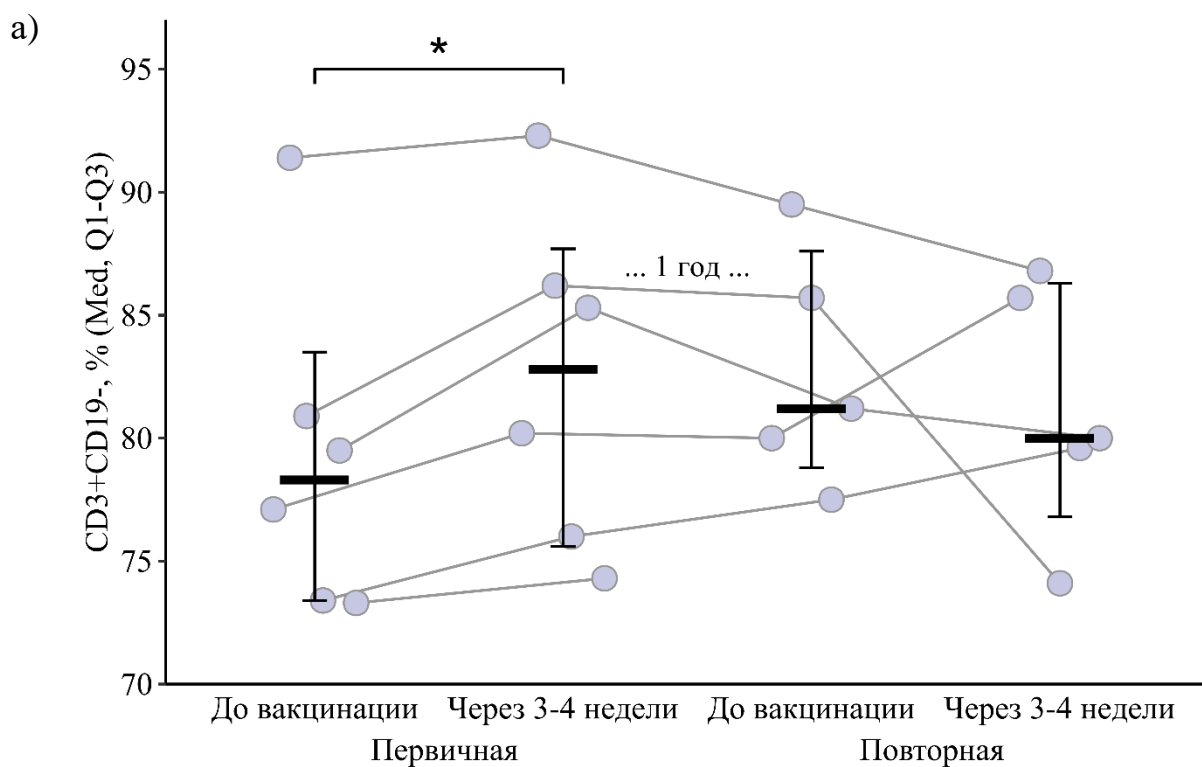 а)
*
CD3+CD19-, % (Med, Q1-Q3)
95
90
85
80
75
70
... 1 год ...
До вакцинации Через 3-4 недели До вакцинации Через 3-4 недели
Первичная Повторная